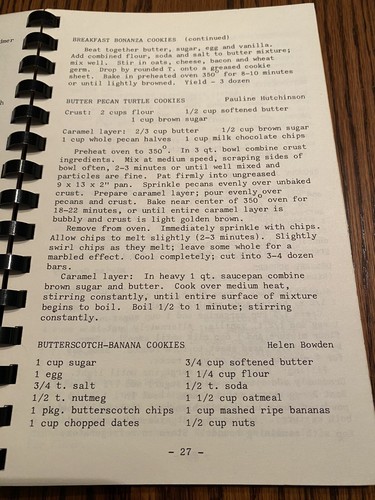 BREAKFAST BONANZA COOKIES (continued)
Beat together butter, sugar, egg and vanilla.
Add combined flour, soda and salt to butter mixture;
mix well. Stir in oats, cheese, bacon and wheat
germ. Drop by rounded T. onto a greased cookie
sheet. Bake in preheated oven 350° for 8-10 minutes
or until lightly browned. Yield - 3 dozen
BUTTER PECAN TURTLE COOKIES Pauline Hutchinson
Crust: 2 cups flour 1/2 cup softened butter
1 cup brown sugar
Caramel layer: 2/3 cup butter 1/2 cup brown sugar
1 cup whole pecan halves 1 cup milk chocolate chips
Preheat oven to 350°. In 3 qt. bowl combine crust
ingredients. Mix at medium speed, scraping sides of
bowl often, 2-3 minutes or until well mixed and
particles are fine. Pat firmly into ungreased
9 x 13 x 2" pan. Sprinkle pecans evenly over unbaked
crust. Prepare caramel layer; pour evenly over
pecans and crust. Bake near center of 350° oven for
18-22 minutes, or until entire caramel layer is
bubbly and crust is light golden brown.
Remove from oven. Immediately sprinkle with chips.
Allow chips to melt slightly (2-3 minutes). Slightly
swirl chips as they melt; leave some whole for a
marbled effect. Cool completely; cut into 3-4 dozen
bars.
Caramel layer: In heavy 1 qt. saucepan combine
brown sugar and butter. Cook over medium heat,
stirring constantly, until entire surface of mixture
begins to boil. Boil 1/2 to 1 minute; stirring
constantly.
BUTTERSCOTCH-BANANA COOKIES Helen Bowden
1 cup sugar 3/4 cup softened butter
1 egg 1 1/4 cup flour
3/4 t. salt 1/2 t. soda
1/2 t. nutmeg 1 1/2 cup oatmeal
1 pkg. butterscotch chips 1 cup mashed ripe bananas
1 cup chopped dates 1/2 cup nuts
- 27 -